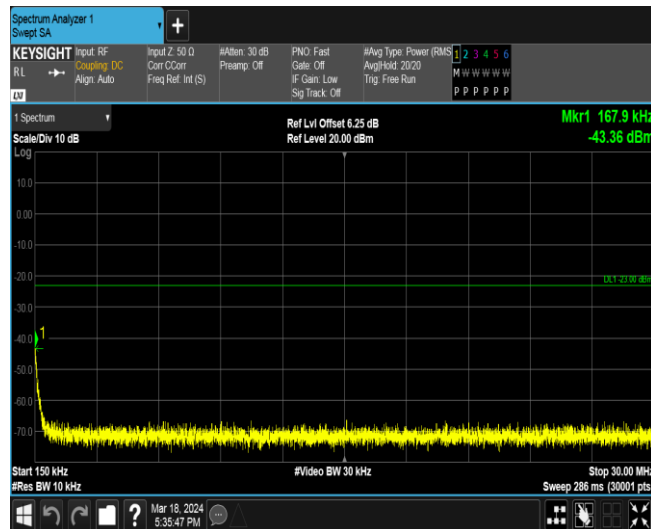 Spectrum Analyzer 1
Swept SA
KEYSIGHT Input: RF Input Z: 50 Ω #Atten: 30 dB PNO: Fast #Avg Type: Power (RMS 1 2 3 4 5 6
RL Coupling: DC Corr CCorr Preamp: Off Gate: Off Avg|Hold: 20/20 M W W W W W
Align: Auto Freq Ref: Int (S) IF Gain: Low Trig: Free Run
LXI Sig Track: Off P P P P P P
1 Spectrum Ref Lvl Offset 6.25 dB Mkr1 167.9 kHz
Scale/Div 10 dB Ref Level 20.00 dBm -43.36 dBm
Log
10.0
0.00
-10.0
-20.0 DL1 -23.00 dBm
-30.0
-40.0 1
-50.0
-60.0
-70.0
Start 150 kHz #Video BW 30 kHz Stop 30.00 MHz
#Res BW 10 kHz Sweep 286 ms (30001 pts
? Mar 18, 2024
5:35:47 PM